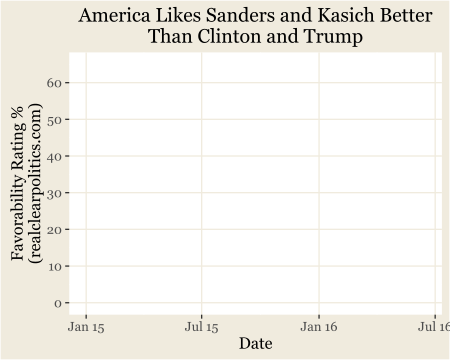 America Likes Sanders and Kasich Better
Than Clinton and Trump
Favorability Rating %
(realclearpolitics.com)
60
50
40
30
20
10
0
Jan 15
Jul 15
Jan 16
Jul 16
Date